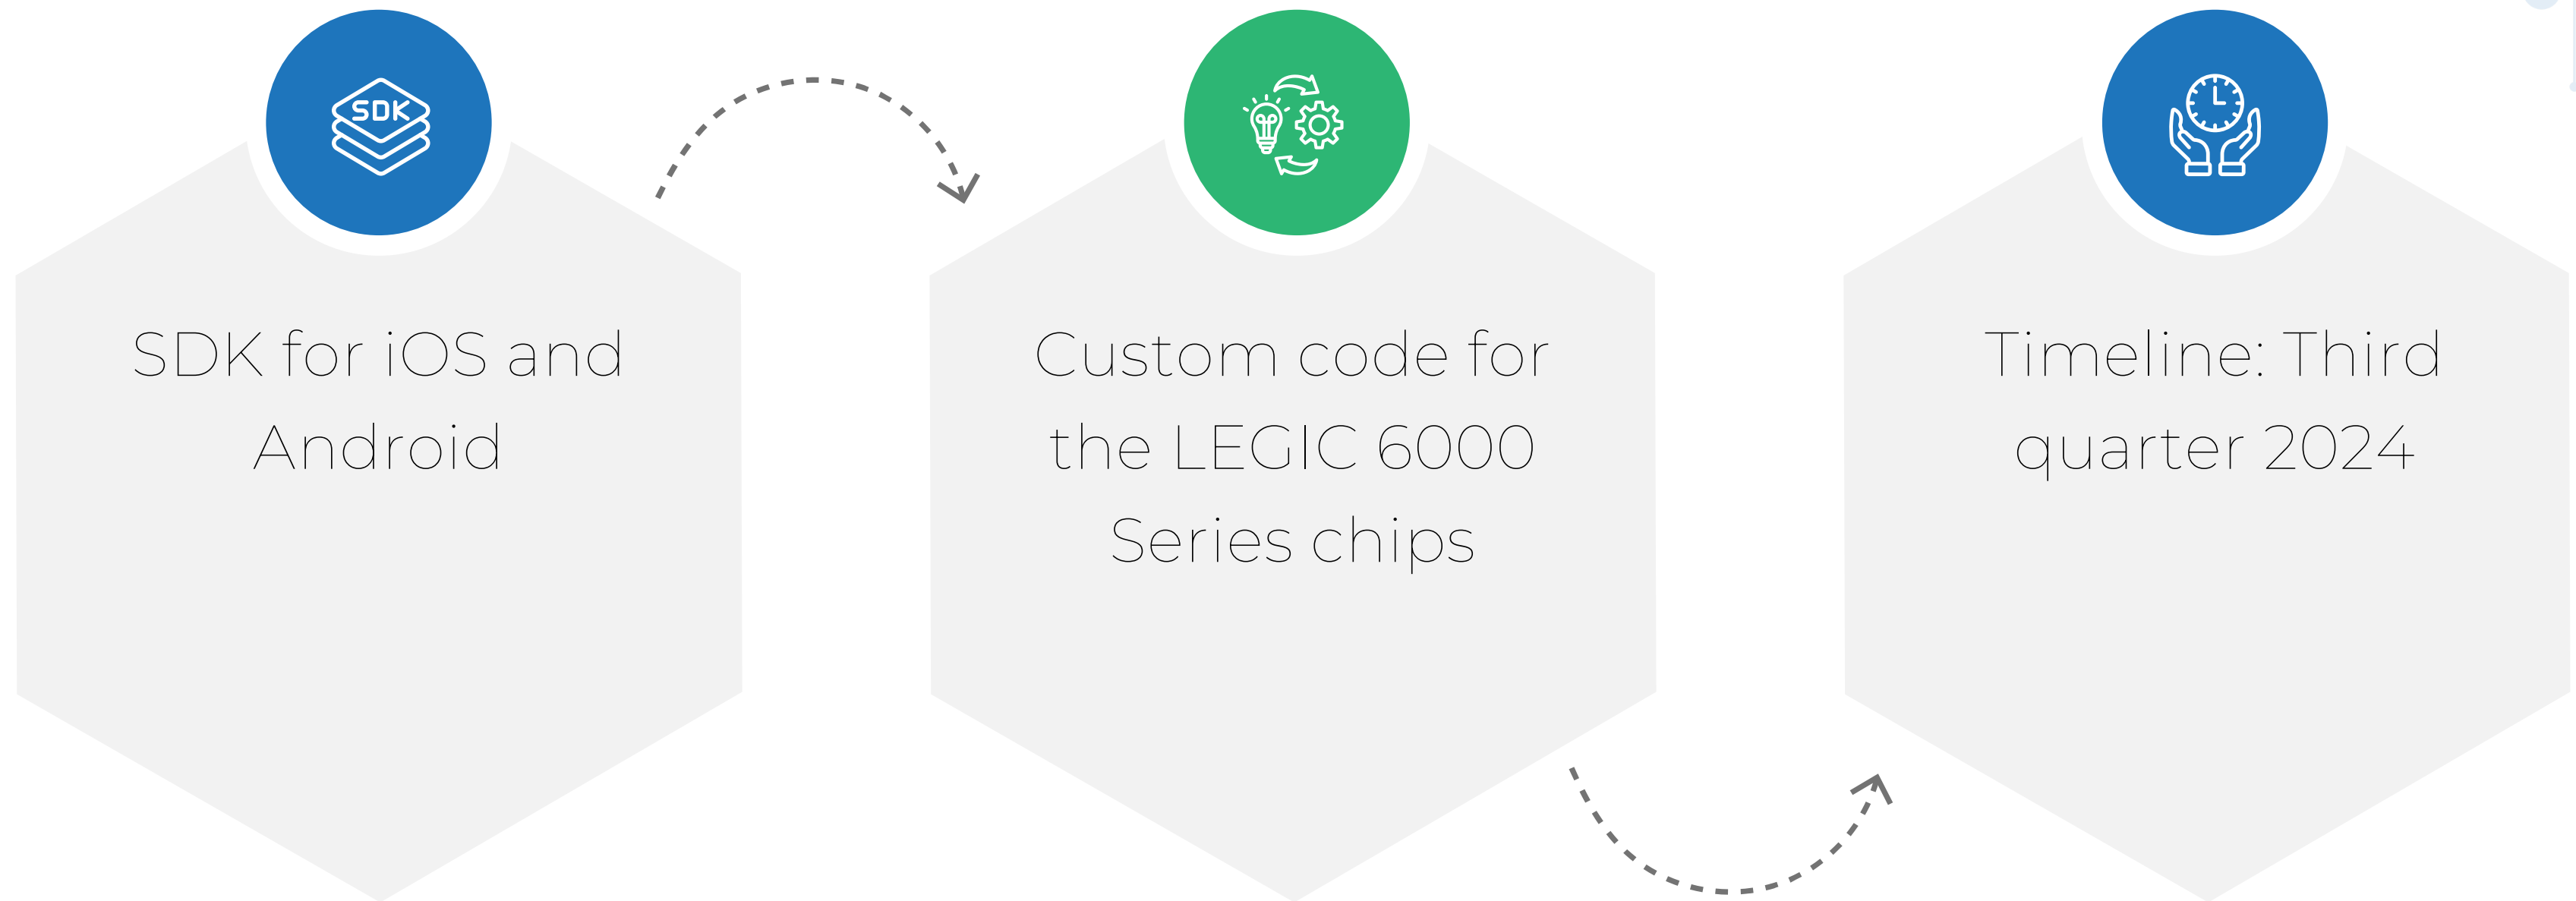 SDK
SDK for iOS and
Android
Custom code for
the LEGIC 6000
Series chips
Timeline: Third
quarter 2024